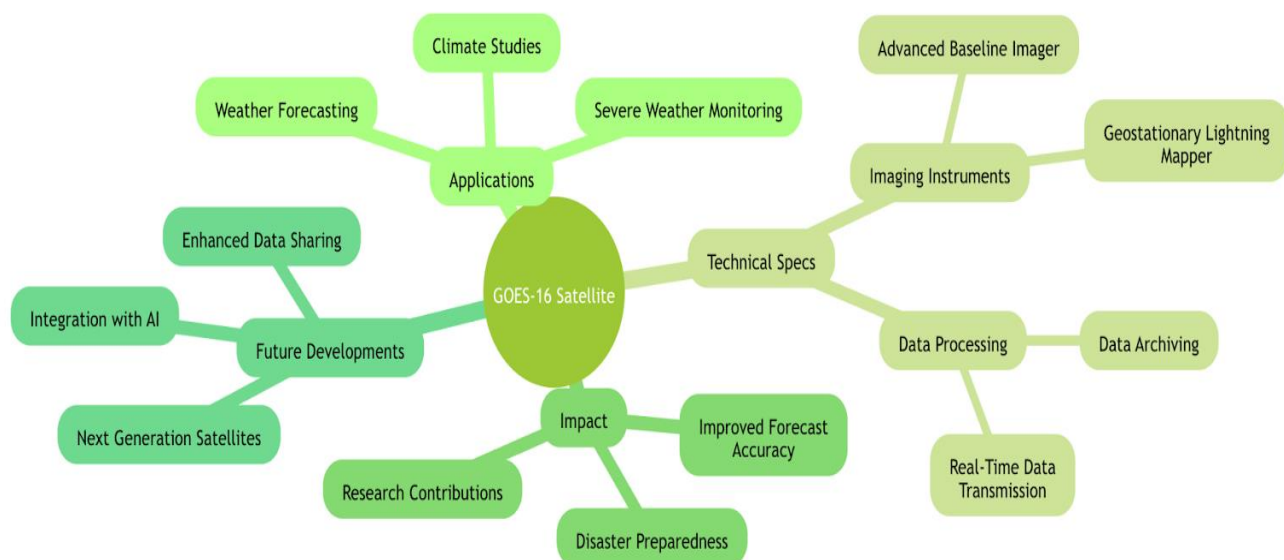 Climate Studies
Weather Forecasting
Severe Weather Monitoring
Applications
Advanced Baseline Imager
Geostationary Lightning
Mapper
Imaging Instruments
Technical Specs
Data Processing
Data Archiving
Real-Time Data
Transmission
GOES-16 Satellite
Enhanced Data Sharing
Integration with AI
Future Developments
Next Generation Satellites
Impact
Improved Forecast
Accuracy
Research Contributions
Disaster Preparedness